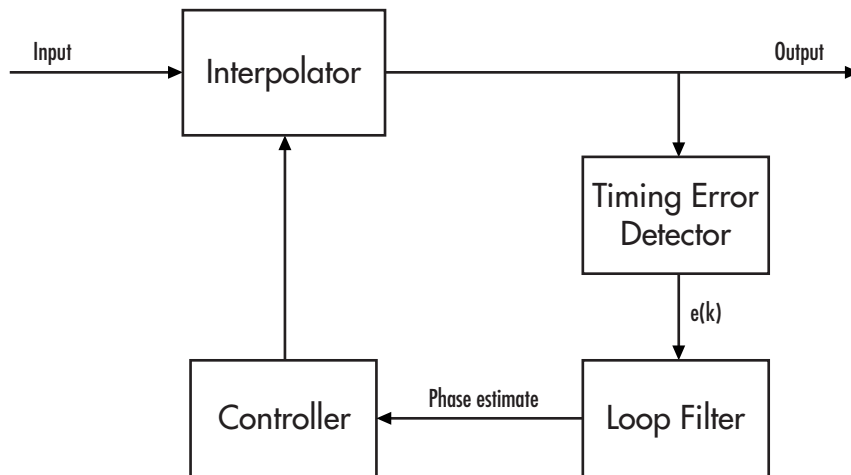 Input
Interpolator
Output
Timing Error
Detector
e(k)
Controller
Phase estimate
Loop Filter